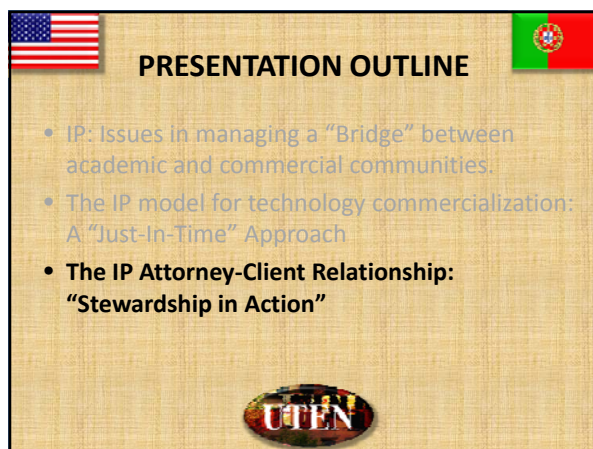 PRESENTATION OUTLINE
• IP: Issues in managing a “Bridge” between
academic and commercial communities.
• The IP model for technology commercialization:
A “Just-In-Time” Approach
• The IP Attorney-Client Relationship:
“Stewardship in Action”
UTEN